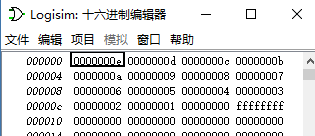 Logisim: 十六进制编辑器
文件 编辑 项目 模拟 窗口 帮助
000000 0000000e 0000000d 0000000c 0000000b
000004 0000000a 00000009 00000008 00000007
000008 00000006 00000005 00000004 00000003
00000c 00000002 00000001 00000000 ffffffff
000010 00000000 00000000 00000000 00000000